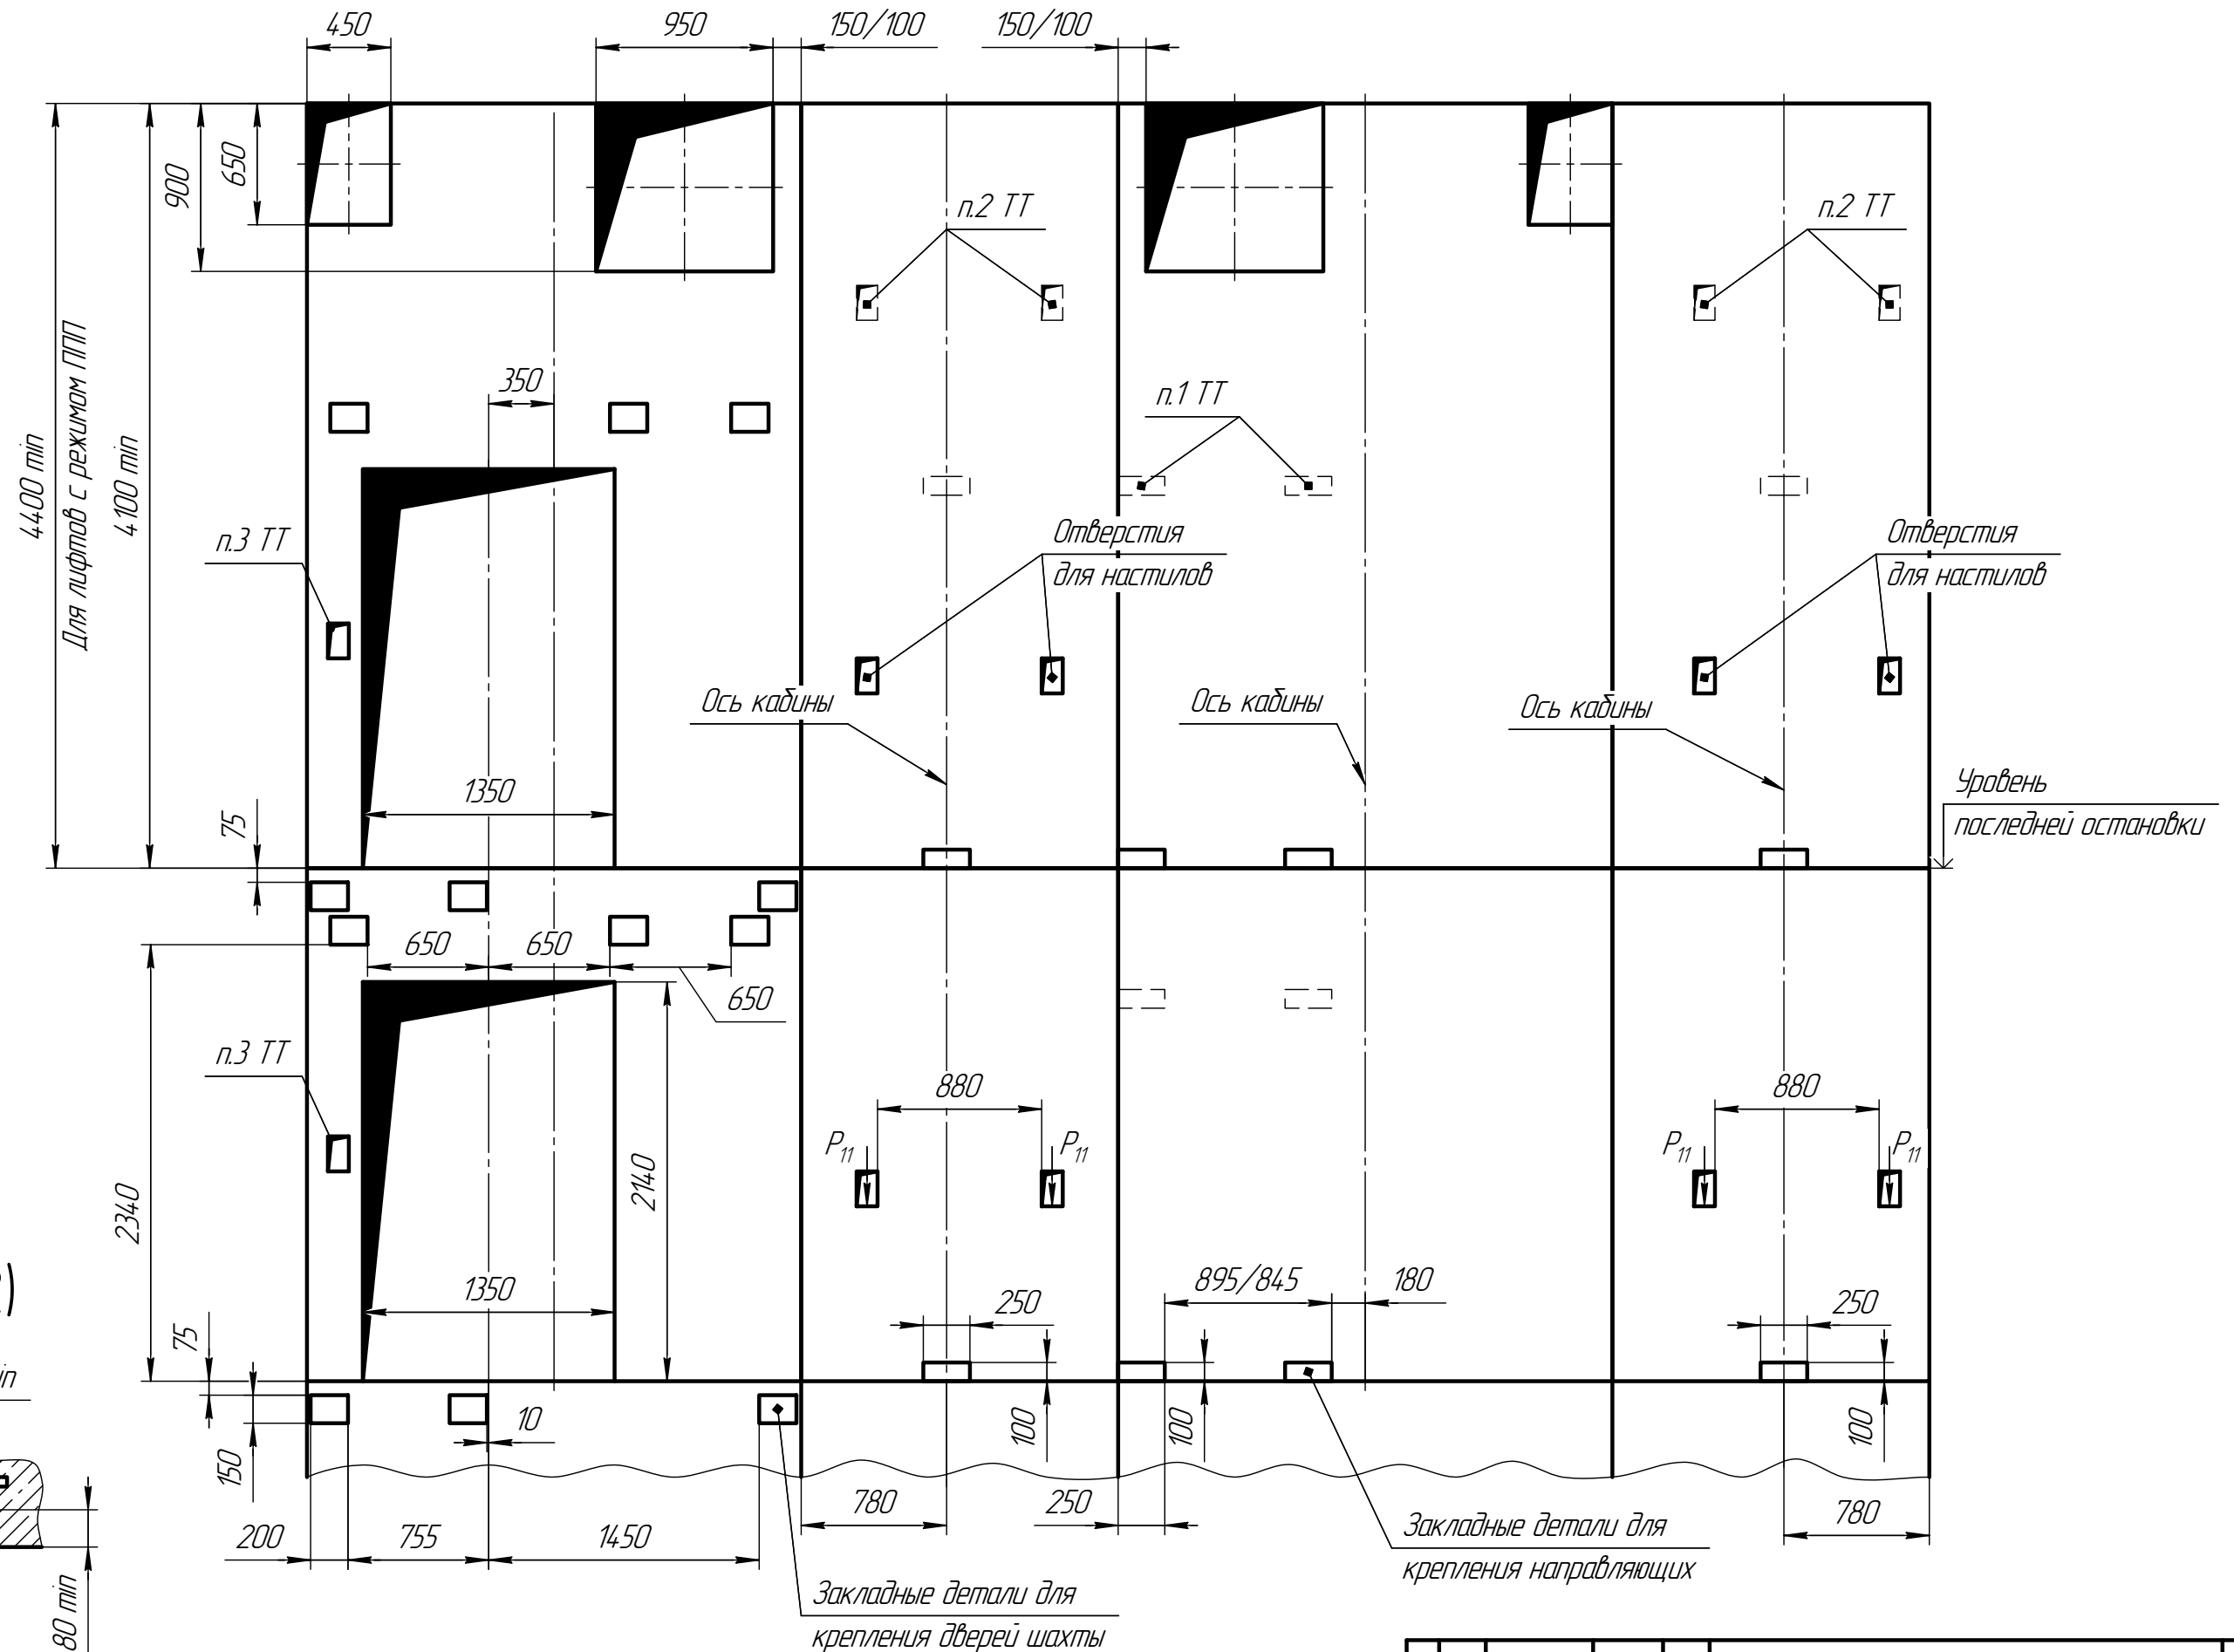 450
950
150/100
150/100
900
650
п.2 ТТ
п.2 ТТ
4400 min
Для лифтов с режимом ППП
4100 min
350
п.1 ТТ
п.3 ТТ
Отверстия
для настилов
Отверстия
для настилов
Ось кабины
Ось кабины
Ось кабины
1350
75
Уровень
последней остановки
650
650
650
п.3 ТТ
880
880
P11
P11
P11
P11
2340
2140
1350
895/845
180
250
250
75
150
10
100
100
100
200
755
1450
780
250
780
Закладные детали для
крепления направляющих
Закладные детали для
крепления дверей шахты
80 min